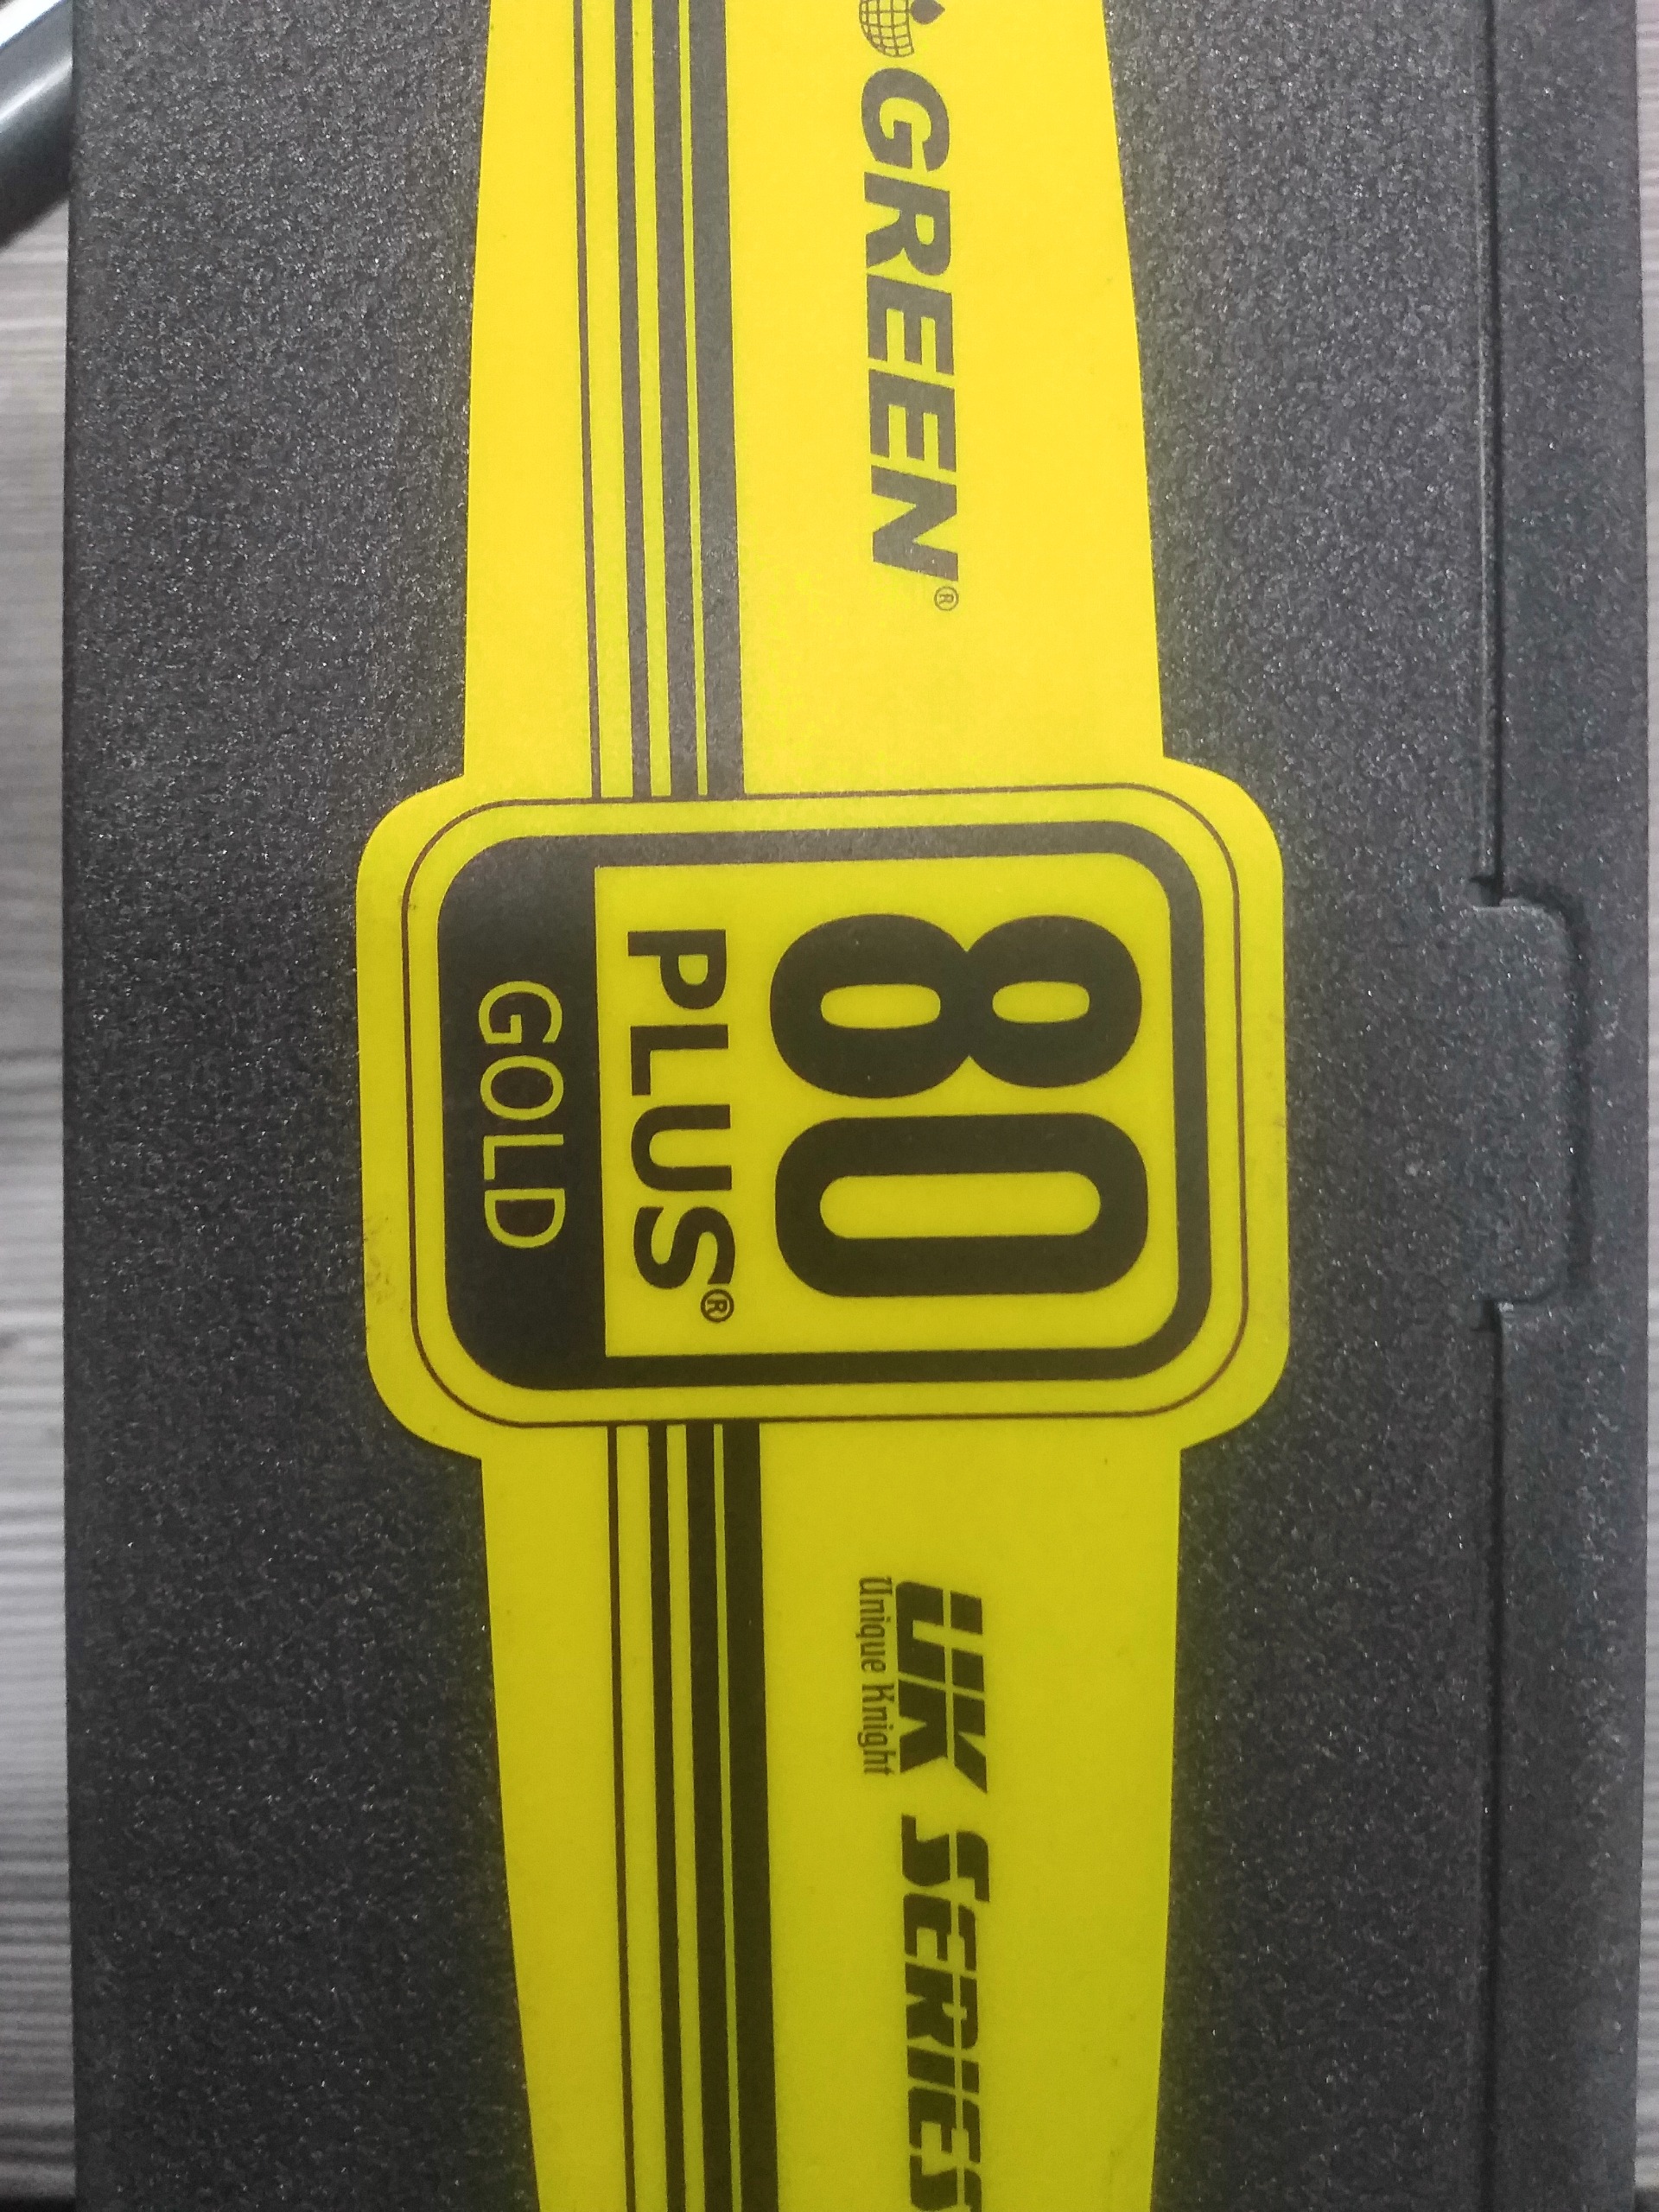 GREEN®
80
PLUS®
GOLD
UK SERIES
Unique Knight